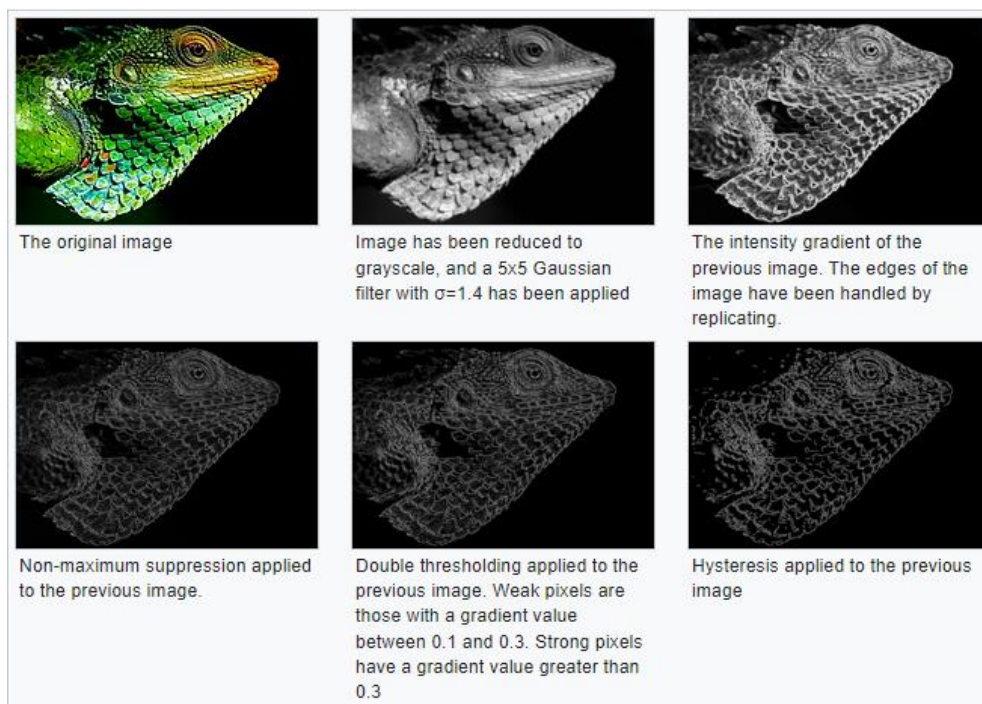 The original image
Image has been reduced to
grayscale, and a 5x5 Gaussian
filter with σ=1.4 has been applied
The intensity gradient of the
previous image. The edges of the
image have been handled by
replicating.
Non-maximum suppression applied
to the previous image.
Double thresholding applied to the
previous image. Weak pixels are
those with a gradient value
between 0.1 and 0.3. Strong pixels
have a gradient value greater than
0.3
Hysteresis applied to the previous
image